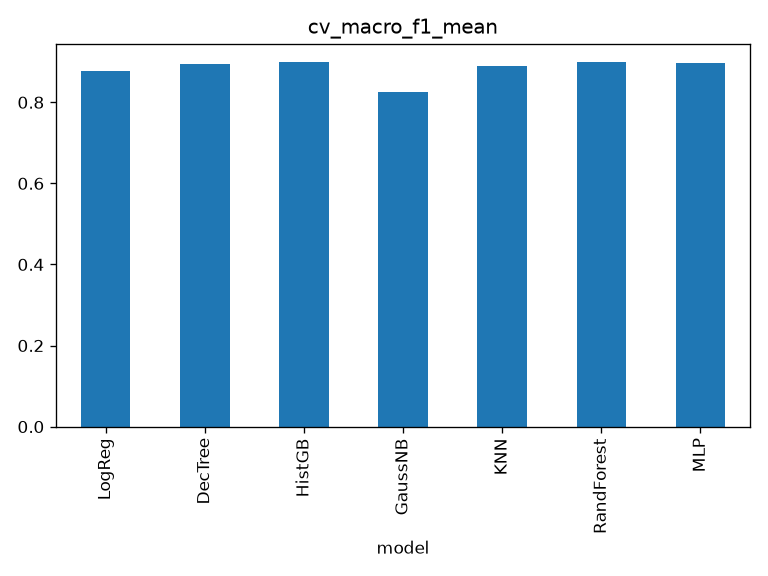 cv_macro_f1_mean
0.8
0.6
0.4
0.2
0.0
LogReg
DecTree
HistGB
GaussNB
KNN
RandForest
MLP
model